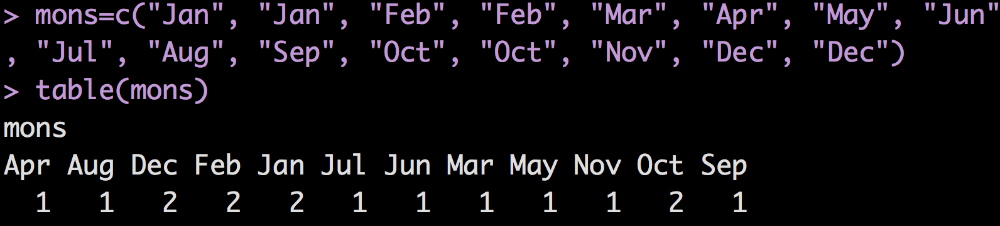 > mons=c("Jan", "Jan", "Feb", "Feb", "Mar", "Apr", "May", "Jun"
, "Jul", "Aug", "Sep", "Oct", "Oct", "Nov", "Dec", "Dec")
> table(mons)
mons
Apr Aug Dec Feb Jan Jul Jun Mar May Nov Oct Sep
  1   1   2   2   2   1   1   1   1   1   2   1